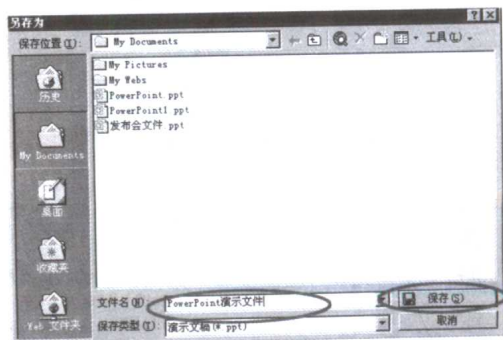 另存为
保存位置(I): My Documents 工具(L)
My Pictures
My Webs
PowerPoint.ppt
PowerPoint1.ppt
发布会文件.ppt
历史
My Documents
桌面
收藏夹
Web 文件夹
文件名(N): PowerPoint演示文件 保存(S)
保存类型(T): 演示文稿(*.ppt) 取消